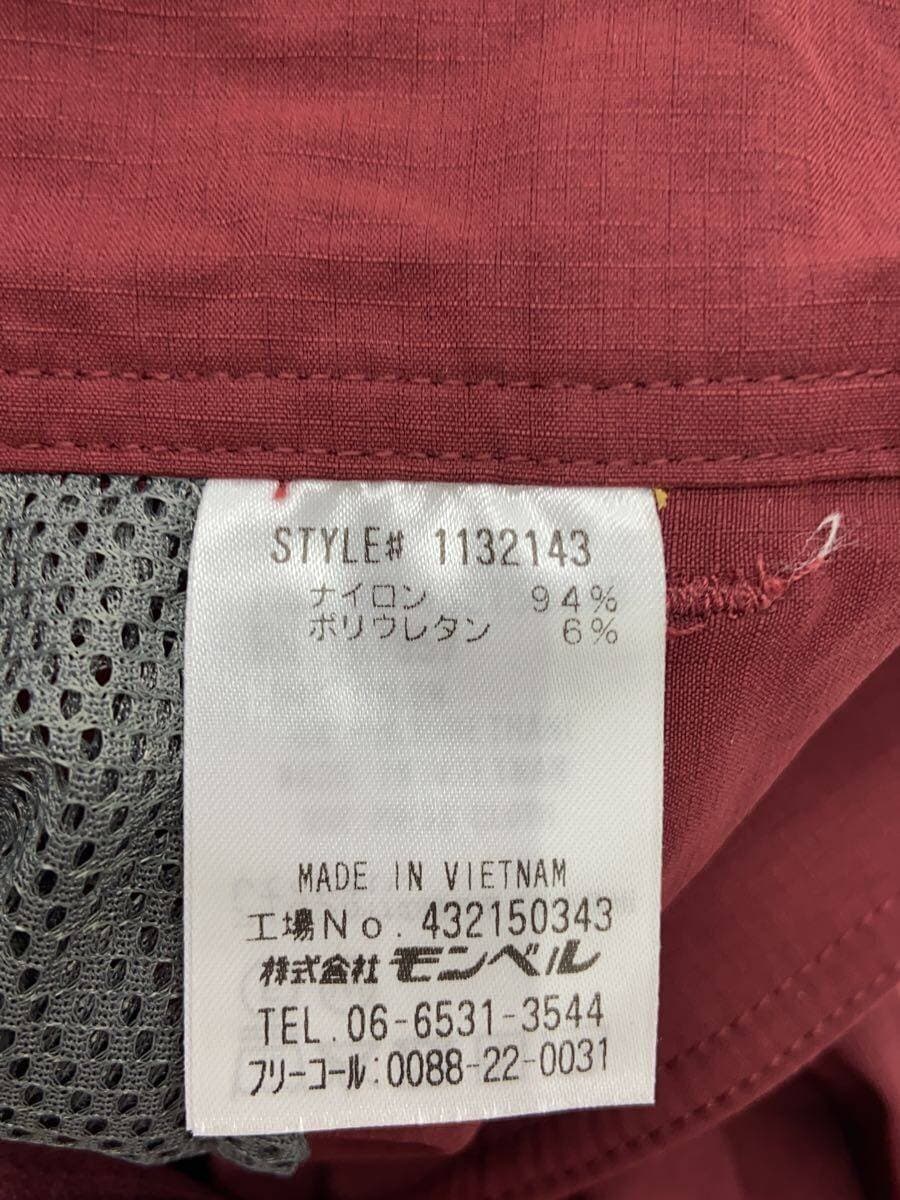 STYLE# 1132143
ナイロン 94%
ポリウレタン 6%
MADE IN VIETNAM
工場No. 432150343
株式会社 モンベル
TEL.06-6531-3544
フリーコール:0088-22-0031